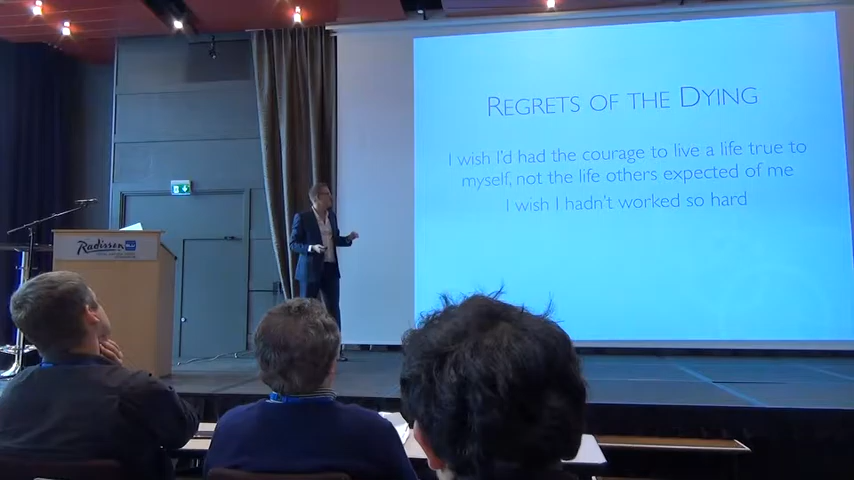 REGRETS OF THE DYING
I wish I'd had the courage to live a life true to
myself, not the life others expected of me
I wish I hadn't worked so hard
Radisson
BLU